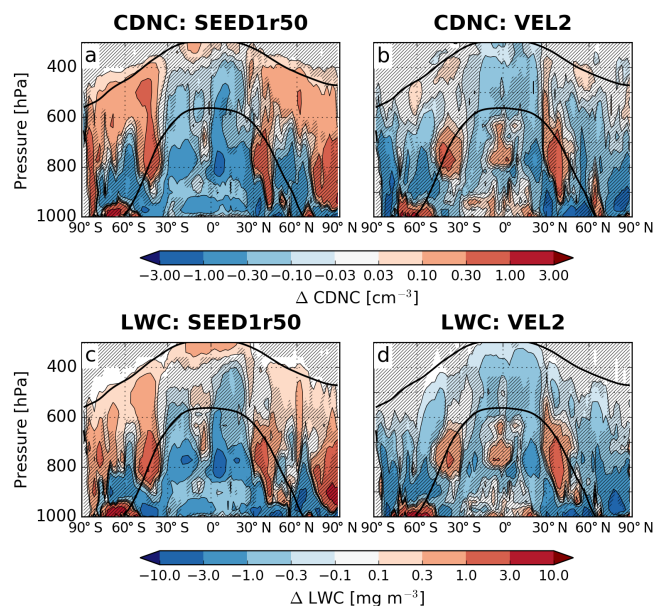 CDNC: SEED1r50 CDNC: VEL2
a b
Pressure [hPa]
400
600
800
1000
90° S 60° S 30° S 0° 30° N 60° N 90° N 90° S 60° S 30° S 0° 30° N 60° N 90° N
−3.00 −1.00 −0.30 −0.10 −0.03 0.03 0.10 0.30 1.00 3.00
Δ CDNC [cm⁻³]
LWC: SEED1r50 LWC: VEL2
c d
Pressure [hPa]
400
600
800
1000
90° S 60° S 30° S 0° 30° N 60° N 90° N 90° S 60° S 30° S 0° 30° N 60° N 90° N
−10.0 −3.0 −1.0 −0.3 −0.1 0.1 0.3 1.0 3.0 10.0
Δ LWC [mg m⁻³]